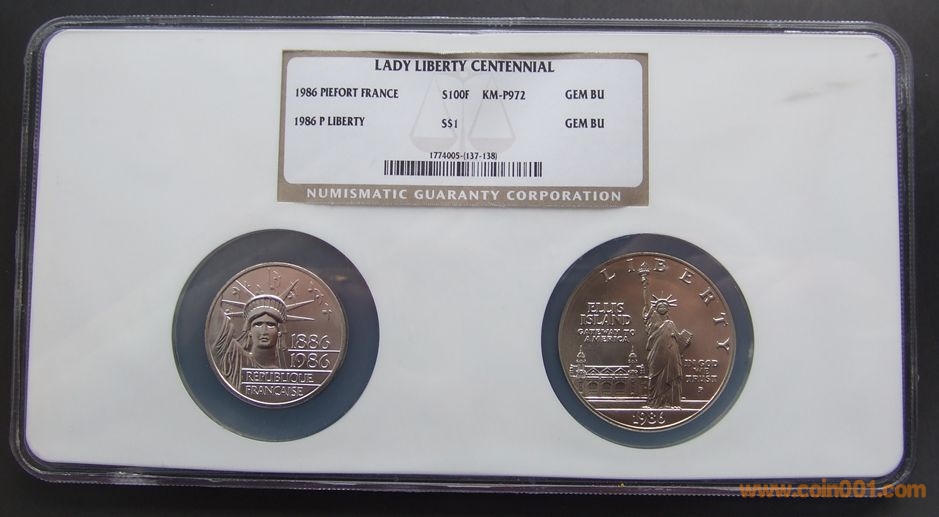 LADY LIBERTY CENTENNIAL
1986 PIEFORT FRANCE S100F KM-P972 GEM BU
1986 P LIBERTY S$1 GEM BU
1774005-(137-138)
NUMISMATIC GUARANTY CORPORATION
1886
1986
RÉPUBLIQUE
FRANÇAISE
LIBERTY
ELLIS
ISLAND
GATEWAY TO
AMERICA
IN GOD
WE
TRUST
P
1986
www.coin001.com